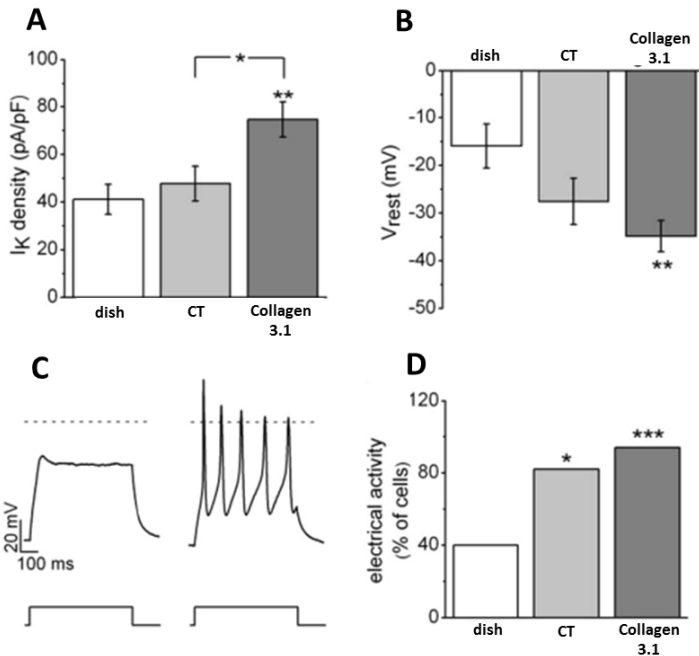 A
*
**
I_K density (pA/pF)
100
80
60
40
20
0
dish
CT
Collagen
3.1
B
dish
CT
Collagen
3.1
Vrest (mV)
0
-10
-20
-30
-40
-50
**
C
20 mV
100 ms
D
electrical activity
(% of cells)
120
80
40
0
*
***
dish
CT
Collagen
3.1